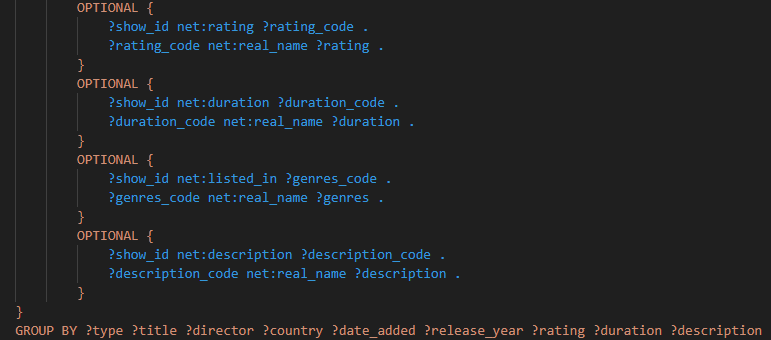 OPTIONAL {
?show_id net:rating ?rating_code .
?rating_code net:real_name ?rating .
}
OPTIONAL {
?show_id net:duration ?duration_code .
?duration_code net:real_name ?duration .
}
OPTIONAL {
?show_id net:listed_in ?genres_code .
?genres_code net:real_name ?genres .
}
OPTIONAL {
?show_id net:description ?description_code .
?description_code net:real_name ?description .
}
}
GROUP BY ?type ?title ?director ?country ?date_added ?release_year ?rating ?duration ?description